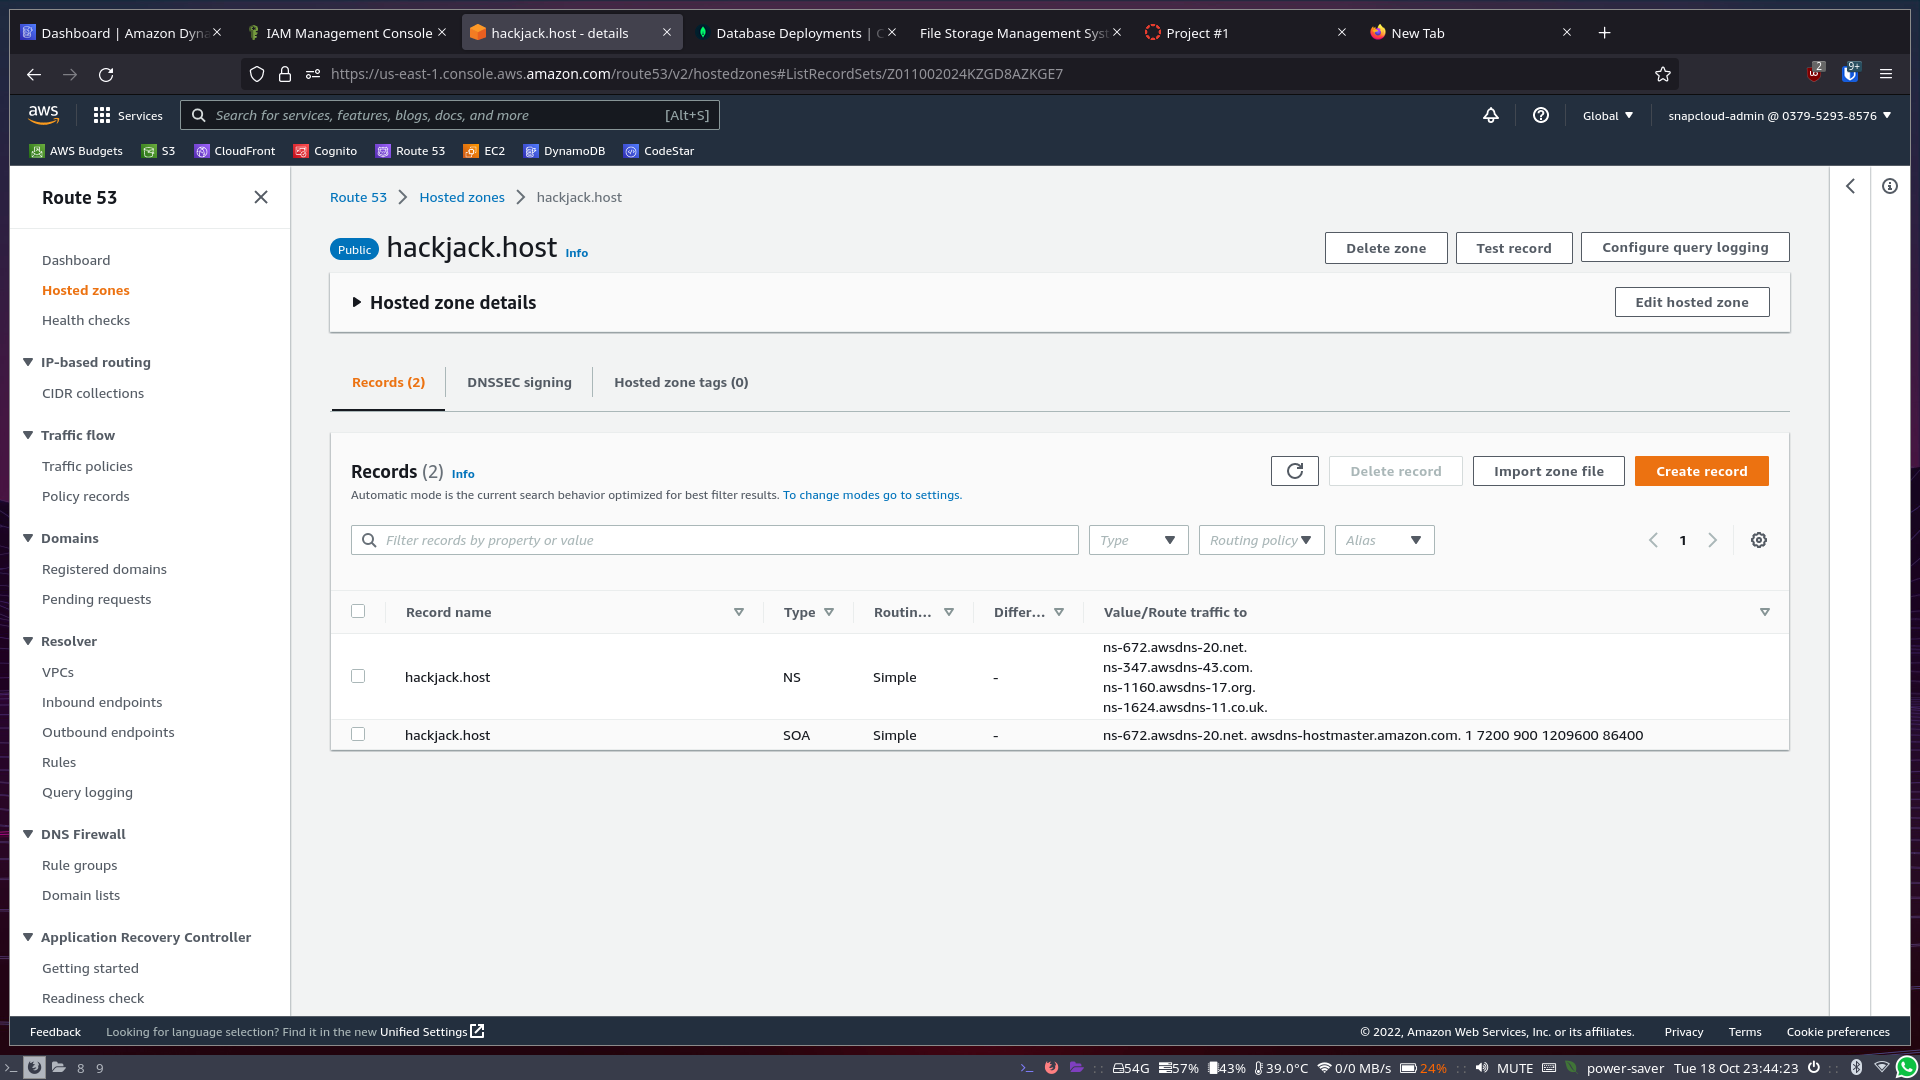 Dashboard | Amazon Dyna
IAM Management Console
hackjack.host - details
Database Deployments | C
File Storage Management Syst
Project #1
New Tab
https://us-east-1.console.aws.amazon.com/route53/v2/hostedzones#ListRecordSets/Z011002024KZGD8AZKGE7
2
9+
aws
Services
Search for services, features, blogs, docs, and more
[Alt+S]
Global
snapcloud-admin @ 0379-5293-8576
AWS Budgets
S3
CloudFront
Cognito
Route 53
EC2
DynamoDB
CodeStar
Route 53
Dashboard
Hosted zones
Health checks
IP-based routing
CIDR collections
Traffic flow
Traffic policies
Policy records
Domains
Registered domains
Pending requests
Resolver
VPCs
Inbound endpoints
Outbound endpoints
Rules
Query logging
DNS Firewall
Rule groups
Domain lists
Application Recovery Controller
Getting started
Readiness check
Route 53
Hosted zones
hackjack.host
Public
hackjack.host
Info
Delete zone
Test record
Configure query logging
Hosted zone details
Edit hosted zone
Records (2)
DNSSEC signing
Hosted zone tags (0)
Records (2)
Info
Automatic mode is the current search behavior optimized for best filter results. To change modes go to settings.
Delete record
Import zone file
Create record
Filter records by property or value
Type
Routing policy
Alias
1
Record name
Type
Routin...
Differ...
Value/Route traffic to
hackjack.host
NS
Simple
-
ns-672.awsdns-20.net.
ns-347.awsdns-43.com.
ns-1160.awsdns-17.org.
ns-1624.awsdns-11.co.uk.
hackjack.host
SOA
Simple
-
ns-672.awsdns-20.net. awsdns-hostmaster.amazon.com. 1 7200 900 1209600 86400
Feedback
Looking for language selection? Find it in the new Unified Settings
© 2022, Amazon Web Services, Inc. or its affiliates.
Privacy
Terms
Cookie preferences
8
9
54G
57%
43%
39.0°C
0/0 MB/s
24%
MUTE
power-saver
Tue 18 Oct 23:44:23